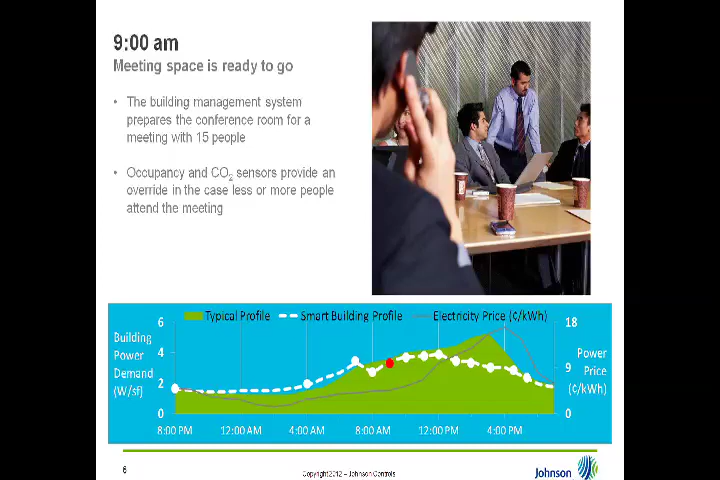 9:00 am
Meeting space is ready to go
• The building management system
prepares the conference room for a
meeting with 15 people
• Occupancy and CO2 sensors provide an
override in the case less or more people
attend the meeting
Typical Profile Smart Building Profile Electricity Price (¢/kWh)
Building
Power
Demand
(W/sf)
6
4
2
0
18
9
0
Power
Price
(¢/kWh)
8:00 PM 12:00 AM 4:00 AM 8:00 AM 12:00 PM 4:00 PM
6
Copyright 2012 – Johnson Controls
Johnson